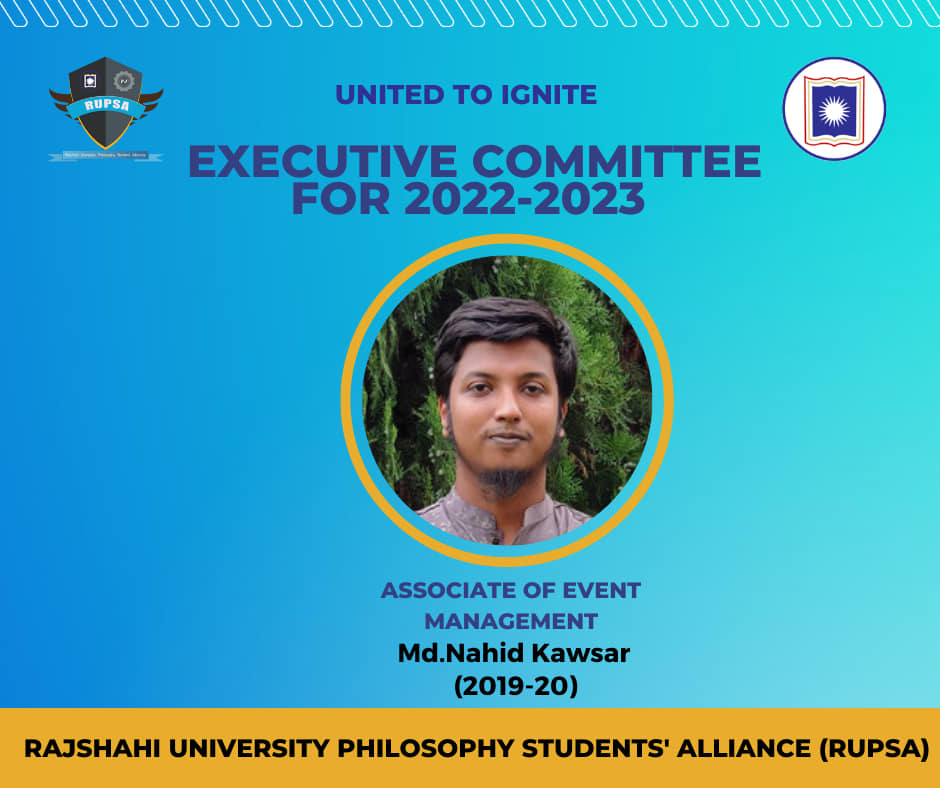 RUPSA
UNITED TO IGNITE
EXECUTIVE COMMITTEE
FOR 2022-2023
ASSOCIATE OF EVENT
MANAGEMENT
Md.Nahid Kawsar
(2019-20)
RAJSHAHI UNIVERSITY PHILOSOPHY STUDENTS' ALLIANCE (RUPSA)